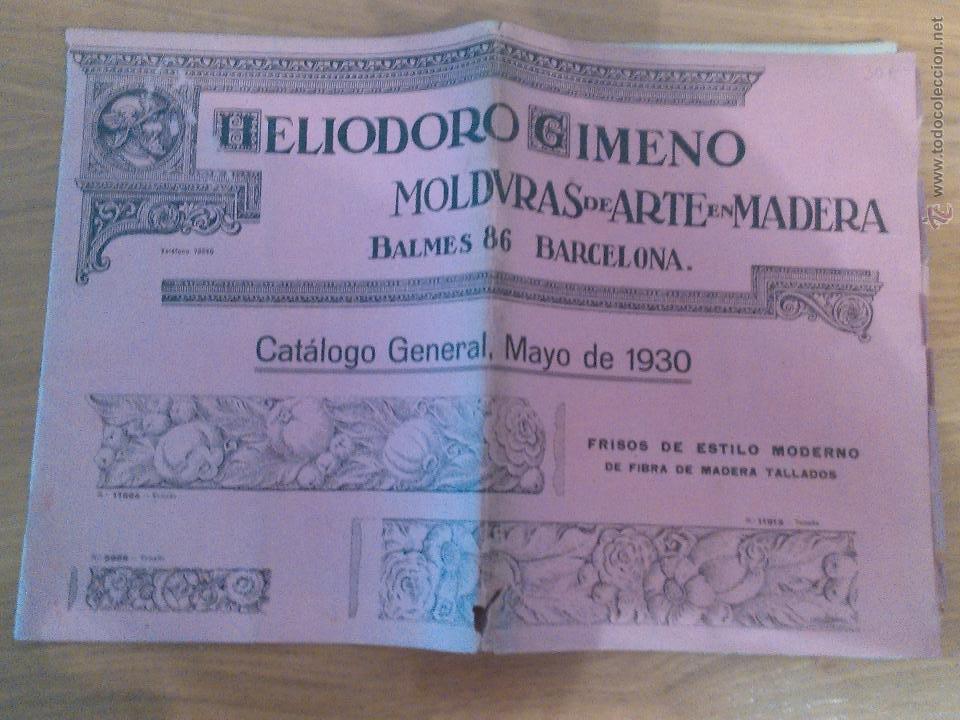 HELIODORO GIMENO
MOLDVRAS DE ARTE EN MADERA
BALMES 86 BARCELONA.
Catálogo General, Mayo de 1930
FRISOS DE ESTILO MODERNO
DE FIBRA DE MADERA TALLADOS
www.todocoleccion.net